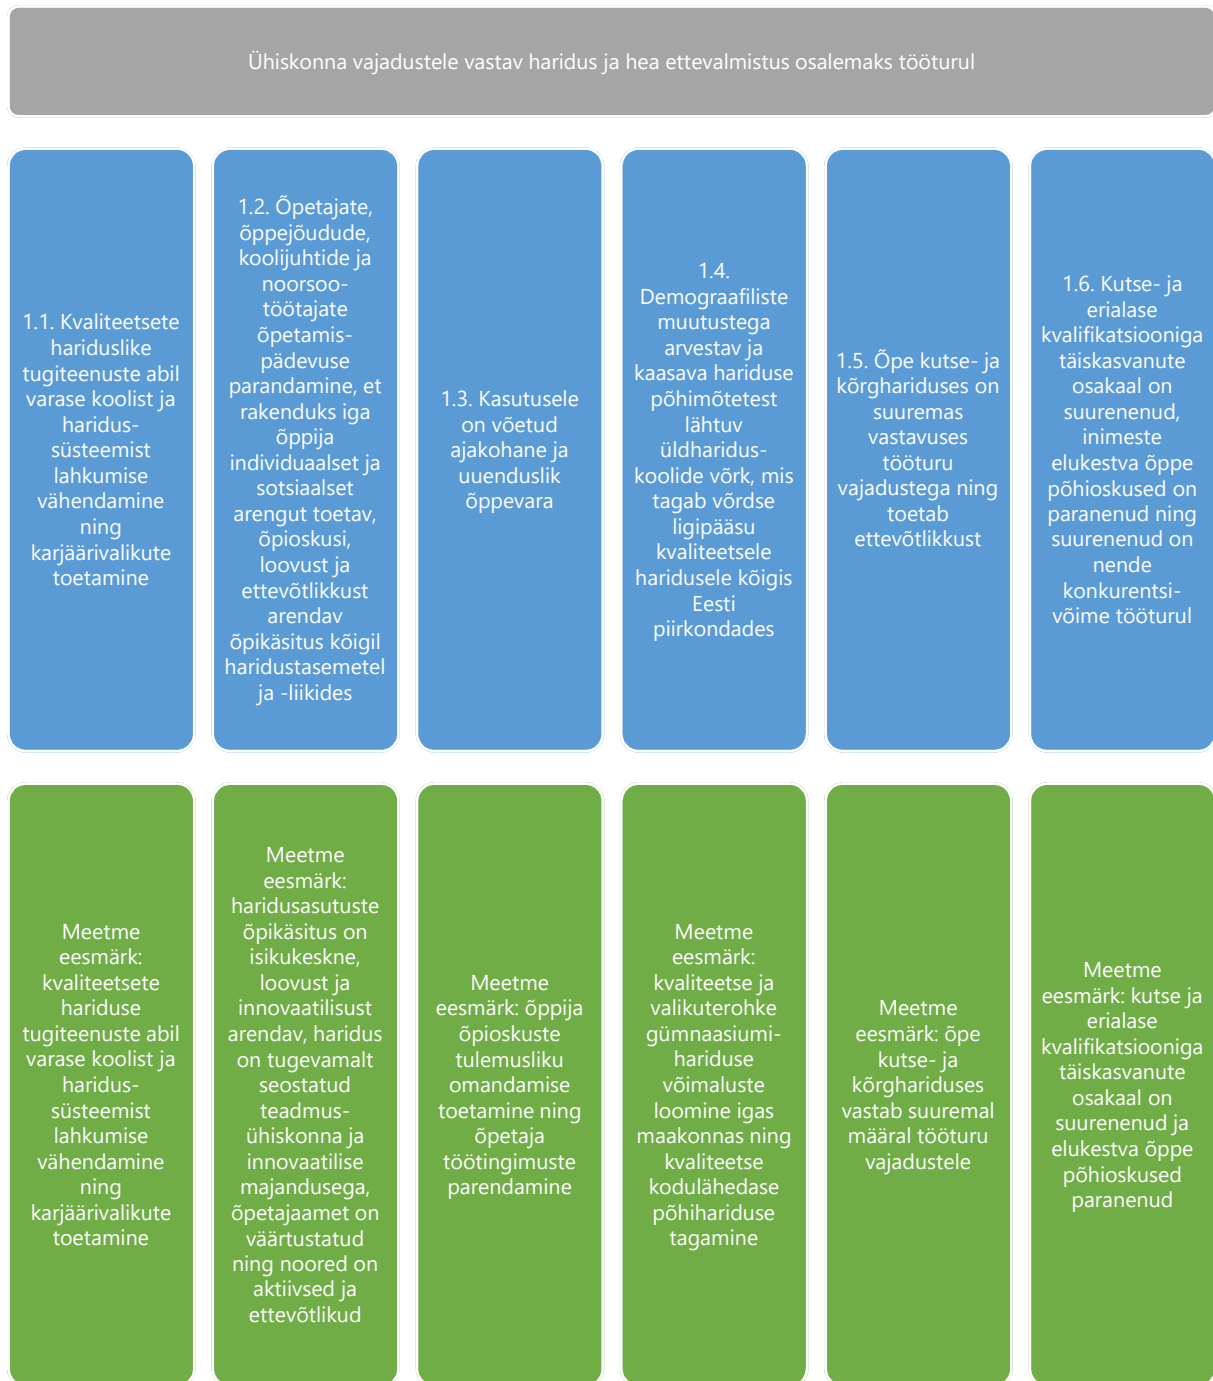 Ühiskonna vajadustele vastav haridus ja hea ettevalmistus osalemaks tööturul
1.1. Kvaliteetsete
hariduslike
tugiteenuste abil
varase koolist ja
haridus-
süsteemist
lahkumise
vähendamine
ning
karjäärivalikute
toetamine
1.2. Õpetajate,
õppejõudude,
koolijuhtide ja
noorsoo-
töötajate
õpetamis-
pädevuse
parandamine, et
rakenduks iga
õppija
individuaalset ja
sotsiaalset
arengut toetav,
õpioskusi,
loovust ja
ettevõtlikkust
arendav
õpikäsitus kõigil
haridustasemetel
ja -liikides
1.3. Kasutusele
on võetud
ajakohane ja
uuenduslik
õppevara
1.4.
Demograafiliste
muutustega
arvestav ja
kaasava hariduse
põhimõtetest
lähtuv
üldharidus-
koolide võrk, mis
tagab võrdse
ligipääsu
kvaliteetsele
haridusele kõigis
Eesti
piirkondades
1.5. Õpe kutse- ja
kõrghariduses on
suuremas
vastavuses
tööturu
vajadustega ning
toetab
ettevõtlikkust
1.6. Kutse- ja
erialase
kvalifikatsiooniga
täiskasvanute
osakaal on
suurenenud,
inimeste
elukestva õppe
põhioskused on
paranenud ning
suurenenud on
nende
konkurentsi-
võime tööturul
Meetme
eesmärk:
kvaliteetsete
hariduse
tugiteenuste abil
varase koolist ja
haridus-
süsteemist
lahkumise
vähendamine
ning
karjäärivalikute
toetamine
Meetme
eesmärk:
haridusasutuste
õpikäsitus on
isikukeskne,
loovust ja
innovaatilisust
arendav, haridus
on tugevamalt
seostatud
teadmus-
ühiskonna ja
innovaatilise
majandusega,
õpetajaamet on
väärtustatud
ning noored on
aktiivsed ja
ettevõtlikud
Meetme
eesmärk: õppija
õpioskuste
tulemusliku
omandamise
toetamine ning
õpetaja
töötingimuste
parendamine
Meetme
eesmärk:
kvaliteetse ja
valikuterohke
gümnaasiumi-
hariduse
võimaluste
loomine igas
maakonnas ning
kvaliteetse
kodulähedase
põhihariduse
tagamine
Meetme
eesmärk: õpe
kutse- ja
kõrghariduses
vastab suuremal
määral tööturu
vajadustele
Meetme
eesmärk: kutse ja
erialase
kvalifikatsiooniga
täiskasvanute
osakaal on
suurenenud ja
elukestva õppe
põhioskused
paranenud